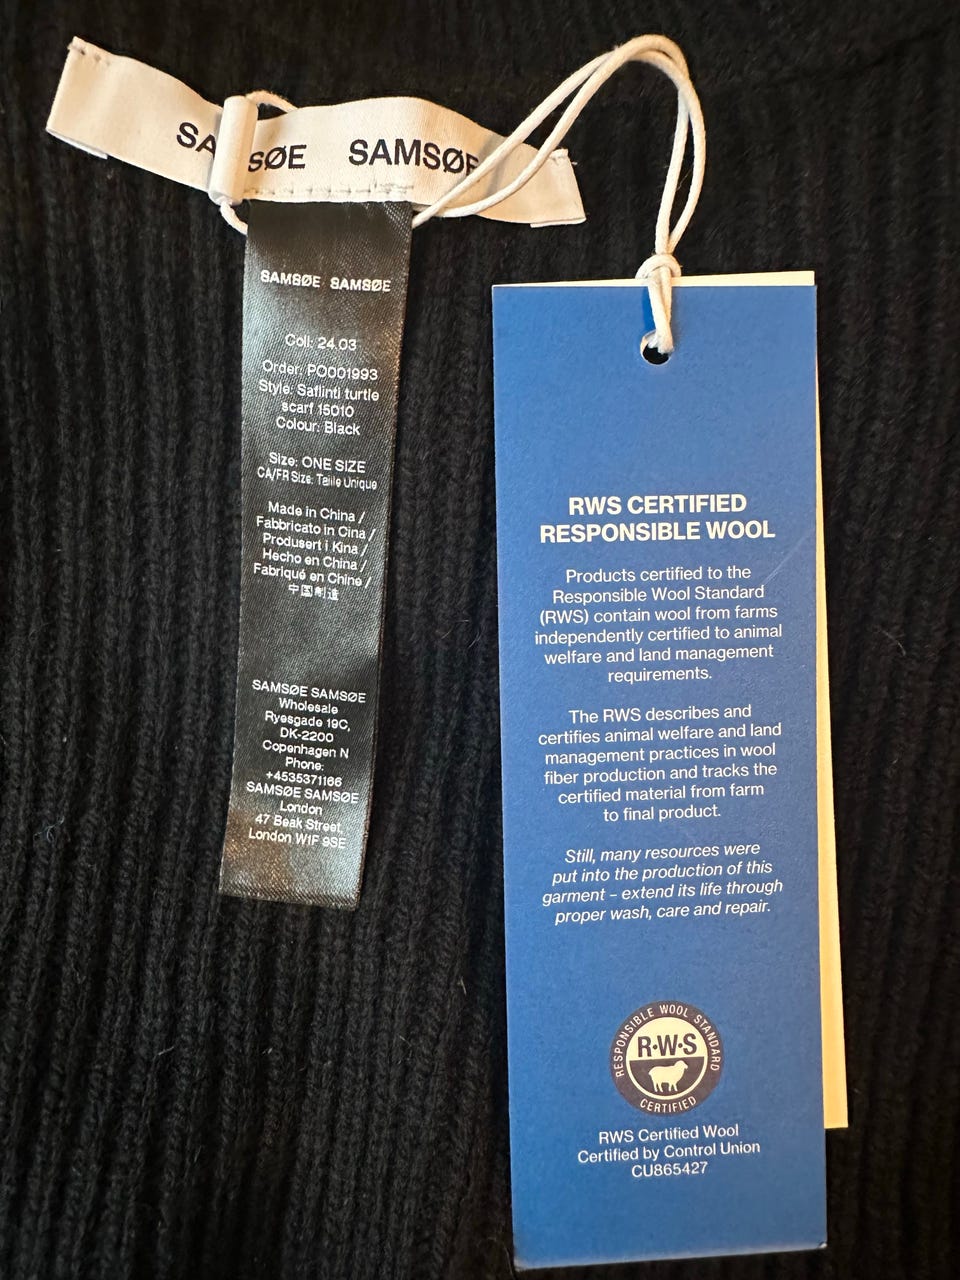 SA SØE SAMSØE
SAMSØE SAMSØE
Coll: 24.03
Order: PO001993
Style: Saflinti turtle
scarf 15010
Colour: Black
Size: ONE SIZE
CA/FR Size: Taille Unique
Made in China /
Fabbricato in Cina /
Produsert i Kina /
Hecho en China /
Fabriqué en Chine /
中国制造
SAMSØE SAMSØE
Wholesale
Ryesgade 19C,
DK-2200
Copenhagen N
Phone:
+4535371166
SAMSØE SAMSØE
London
47 Beak Street,
London W1F 9SE
RWS CERTIFIED
RESPONSIBLE WOOL
Products certified to the
Responsible Wool Standard
(RWS) contain wool from farms
independently certified to animal
welfare and land management
requirements.
The RWS describes and
certifies animal welfare and land
management practices in wool
fiber production and tracks the
certified material from farm
to final product.
Still, many resources were
put into the production of this
garment – extend its life through
proper wash, care and repair.
RESPONSIBLE WOOL STANDARD
R·W·S
CERTIFIED
RWS Certified Wool
Certified by Control Union
CU865427